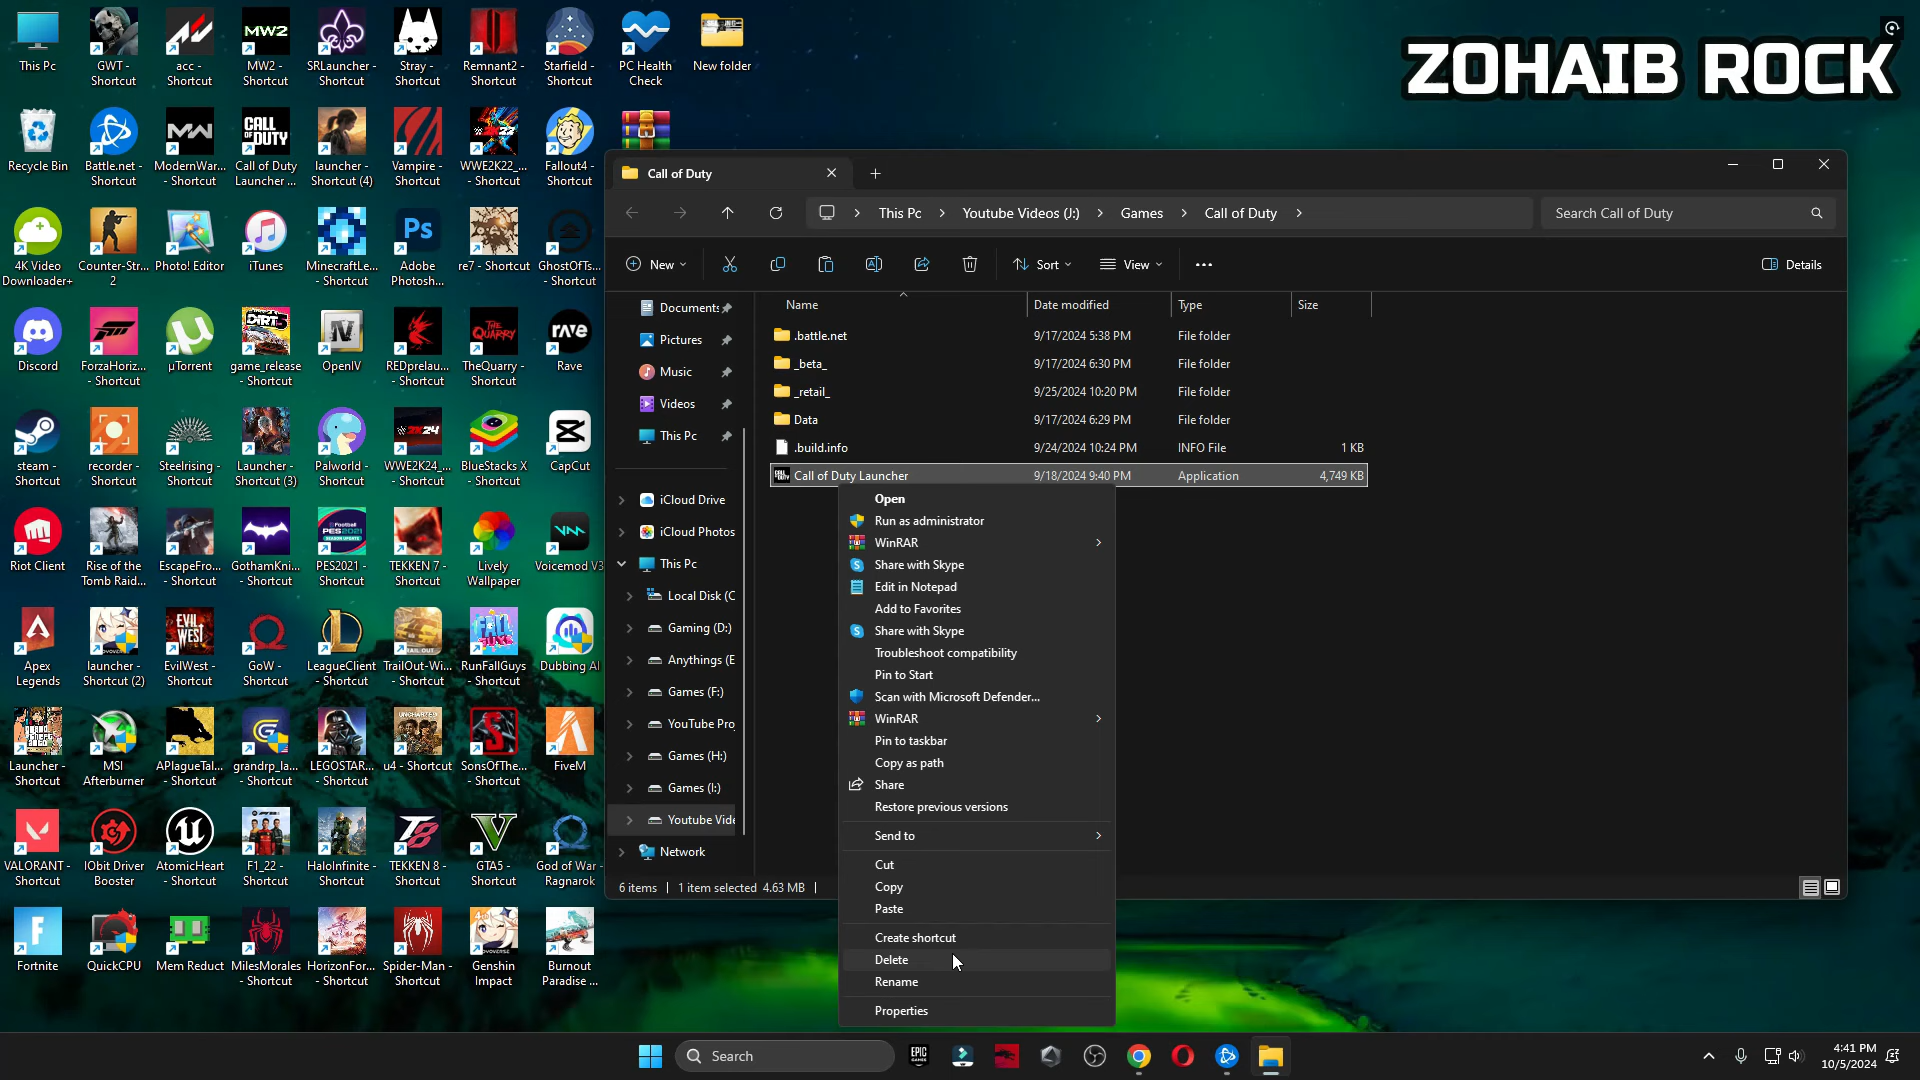 ZOHAIB ROCK
This Pc
GWT - Shortcut
acc - Shortcut
MW2
MW2 - Shortcut
SRLauncher - Shortcut
Stray - Shortcut
Remnant2 - Shortcut
Starfield - Shortcut
PC Health Check
New folder
Recycle Bin
Battle.net - Shortcut
ModernWar... - Shortcut
CALL OF DUTY
Call of Duty Launcher ...
launcher - Shortcut (4)
Vampire - Shortcut
WWE2K22_... - Shortcut
Fallout4 - Shortcut
4K Video Downloader+
Counter-Str... 2
Photo! Editor
iTunes
MinecraftLe... - Shortcut
Ps
Adobe Photosh...
re7 - Shortcut
GhostOfTs... - Shortcut
Discord
ForzaHoriz... - Shortcut
µTorrent
game_release - Shortcut
OpenIV
REDprelau... - Shortcut
TheQuarry - Shortcut
Rave
steam - Shortcut
recorder - Shortcut
Steelrising - Shortcut
Launcher - Shortcut (3)
Palworld - Shortcut
WWE2K24_... - Shortcut
BlueStacks X - Shortcut
CapCut
Riot Client
Rise of the Tomb Raid...
EscapeFro... - Shortcut
GothamKni... - Shortcut
PES2021 - Shortcut
TEKKEN 7 - Shortcut
Lively Wallpaper
Voicemod V3
Apex Legends
launcher - Shortcut (2)
EVIL WEST
EvilWest - Shortcut
GoW - Shortcut
LeagueClient - Shortcut
TrailOut-Wi... - Shortcut
RunFallGuys - Shortcut
Dubbing AI
Launcher - Shortcut
MSI Afterburner
APlagueTal... - Shortcut
grandrp_la... - Shortcut
LEGOSTAR... - Shortcut
u4 - Shortcut
SonsOfThe... - Shortcut
FiveM
VALORANT - Shortcut
IObit Driver Booster
AtomicHeart - Shortcut
F1_22 - Shortcut
HaloInfinite - Shortcut
TEKKEN 8 - Shortcut
GTA5 - Shortcut
God of War - Ragnarok
Fortnite
QuickCPU
Mem Reduct
MilesMorales - Shortcut
HorizonFor... - Shortcut
Spider-Man - Shortcut
Genshin Impact
Burnout Paradise ...
Call of Duty
This Pc > Youtube Videos (J:) > Games > Call of Duty >
Search Call of Duty
New
Sort
View
Details
Documents
Pictures
Music
Videos
This Pc
iCloud Drive
iCloud Photos
This Pc
Local Disk (C
Gaming (D:)
Anythings (E
Games (F:)
YouTube Pro
Games (H:)
Games (I:)
Youtube Vide
Network
Name Date modified Type Size
.battle.net 9/17/2024 5:38 PM File folder
_beta_ 9/17/2024 6:30 PM File folder
_retail_ 9/25/2024 10:20 PM File folder
Data 9/17/2024 6:29 PM File folder
.build.info 9/24/2024 10:24 PM INFO File 1 KB
Call of Duty Launcher 9/18/2024 9:40 PM Application 4,749 KB
Open
Run as administrator
WinRAR
Share with Skype
Edit in Notepad
Add to Favorites
Share with Skype
Troubleshoot compatibility
Pin to Start
Scan with Microsoft Defender...
WinRAR
Pin to taskbar
Copy as path
Share
Restore previous versions
Send to
Cut
Copy
Paste
Create shortcut
Delete
Rename
Properties
6 items
1 item selected 4.63 MB
Search
EPIC GAMES
4:41 PM
10/5/2024